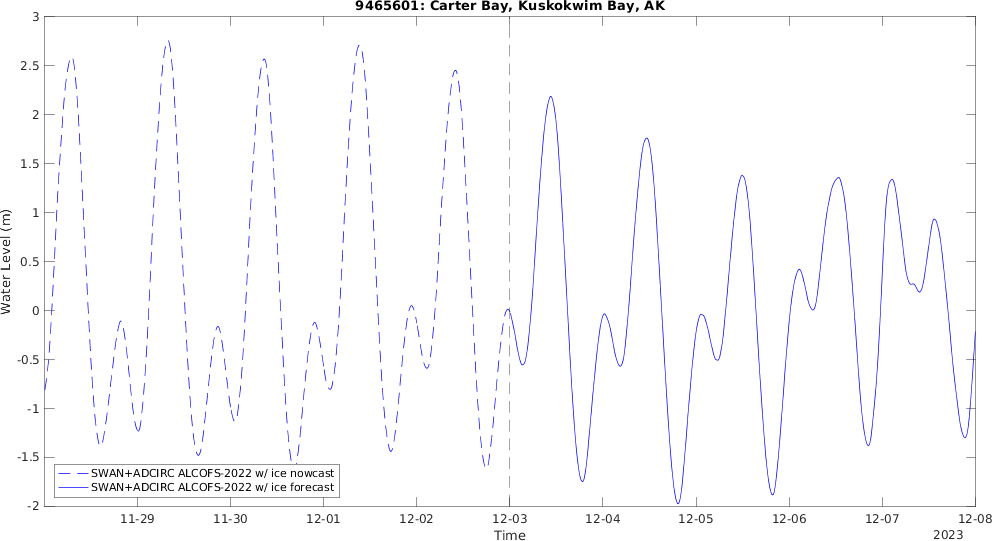 9465601: Carter Bay, Kuskokwim Bay, AK
3
2.5
2
1.5
1
0.5
0
-0.5
-1
-1.5
-2
Water Level (m)
SWAN+ADCIRC ALCOFS-2022 w/ ice nowcast
SWAN+ADCIRC ALCOFS-2022 w/ ice forecast
11-29 11-30 12-01 12-02 12-03 12-04 12-05 12-06 12-07 12-08
Time
2023